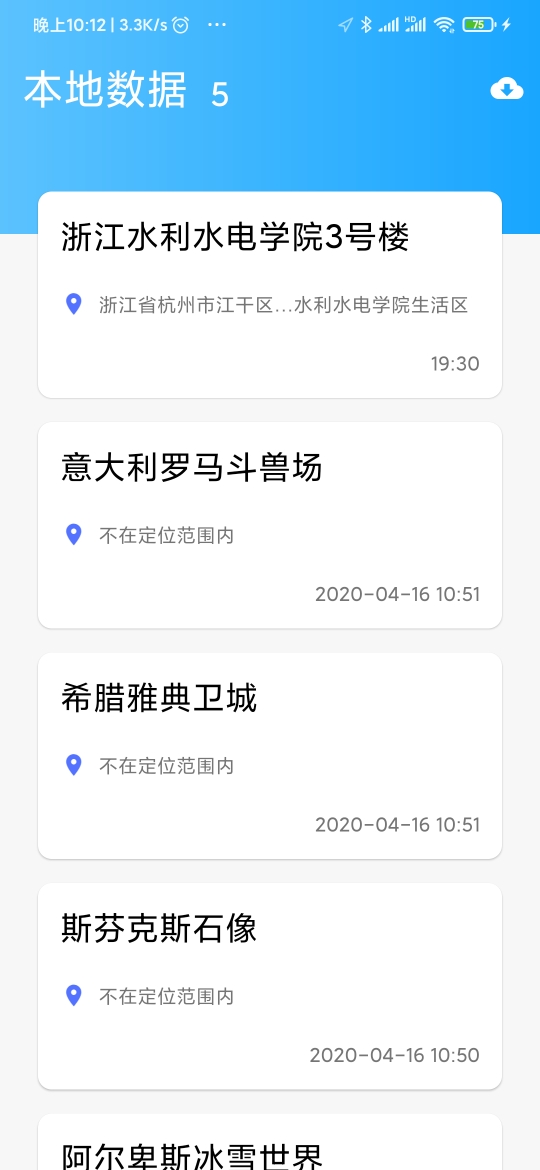 晚上10:12 | 3.3K/s ...
HD 75
本地数据 5
浙江水利水电学院3号楼
浙江省杭州市江干区...水利水电学院生活区
19:30
意大利罗马斗兽场
不在定位范围内
2020-04-16 10:51
希腊雅典卫城
不在定位范围内
2020-04-16 10:51
斯芬克斯石像
不在定位范围内
2020-04-16 10:50
阿尔卑斯冰雪世界